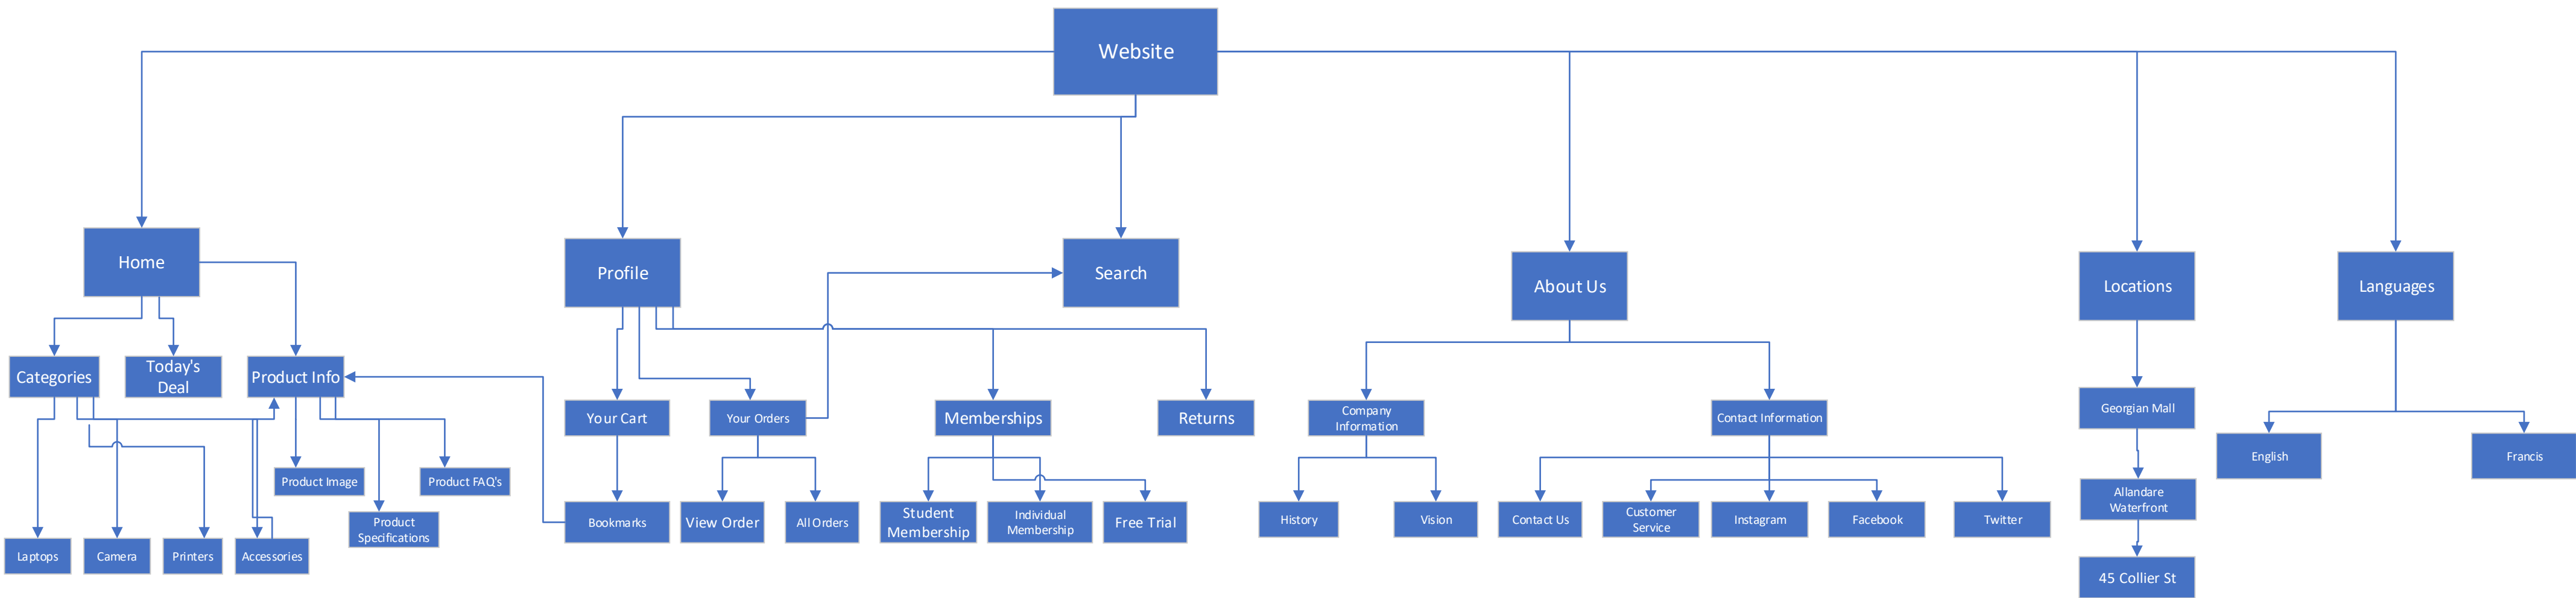 Website
Home
Profile
Search
About Us
Locations
Languages
Categories
Today's
Deal
Product Info
Your Cart
Your Orders
Memberships
Returns
Company
Information
Contact Information
Georgian Mall
English
Francis
Product Image
Product FAQ's
Product
Specifications
Laptops
Camera
Printers
Accessories
Bookmarks
View Order
All Orders
Student
Membership
Individual
Membership
Free Trial
History
Vision
Contact Us
Customer
Service
Instagram
Facebook
Twitter
Allandare
Waterfront
45 Collier St